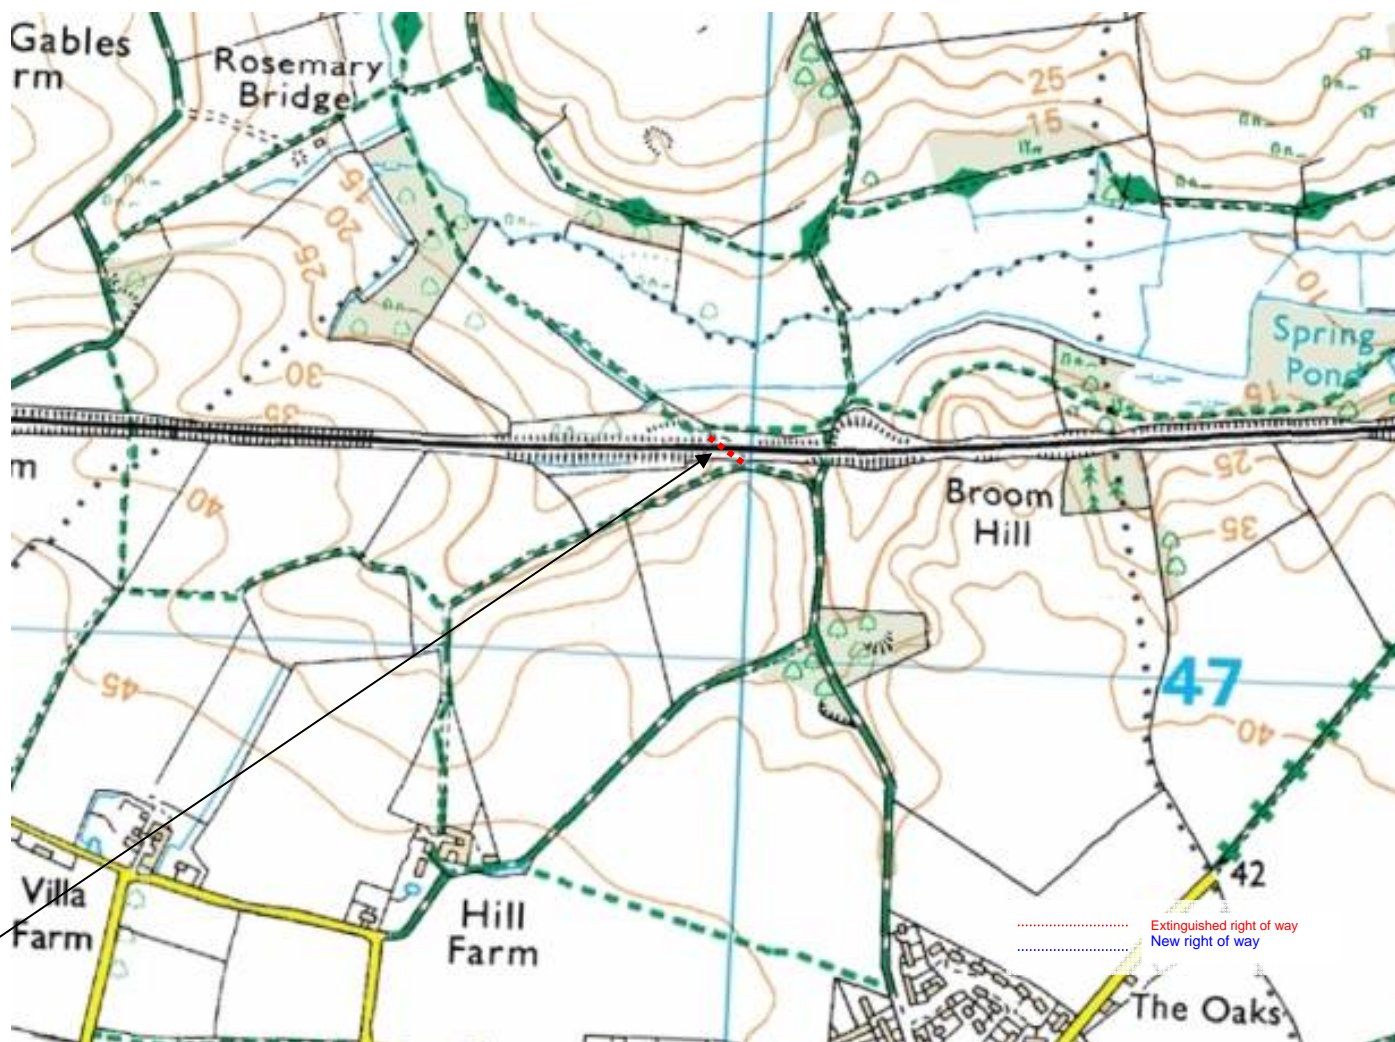 Gables
rm
Rosemary
Bridge
25
15
15
20
25
30
35
10
Spring
Pond
15
m
40
Broom
Hill
25
35
45
47
40
42
Villa
Farm
Hill
Farm
Extinguished right of way
New right of way
The Oaks